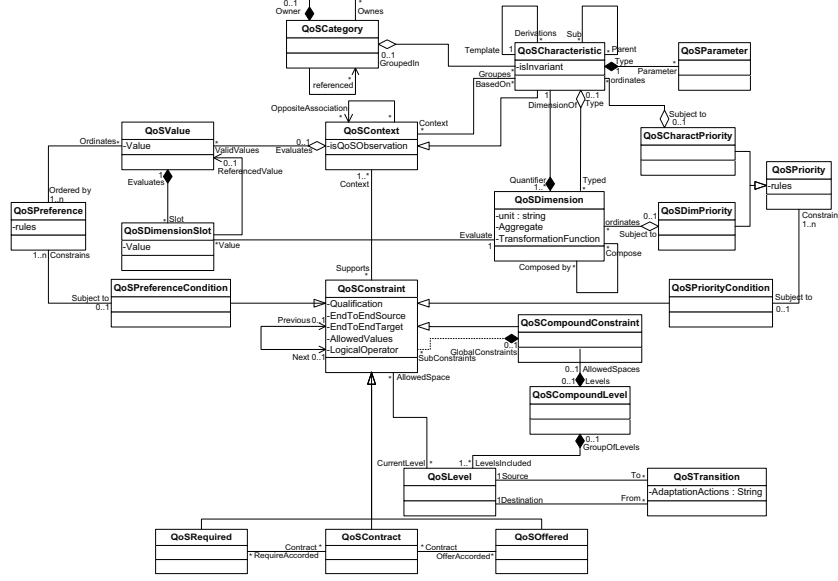 0..1 *
Owner Ownes
QoSCategory
0..1
GroupedIn
*
referenced
Derivations
*
Sub
*
Template 1
QoSCharacteristic
-isInvariant
Parent
Type
1
*
Parameter
QoSParameter
Groupes *
BasedOn*
ordinates
*
1
DimensionOf
0..1
Type
Subject to
0..1
QoSCharactPriority
OppositeAssociation
*
Context
*
QoSContext
-isQoSObservation
0..1
Evaluates
*
ValidValues
0..1
ReferencedValue
QoSValue
-Value
Ordinates*
Evaluates
1
*Slot
QoSDimensionSlot
-Value
*Value
Ordered by
1..n
QoSPreference
-rules
1..n Constrains
1..*
Context
Quantifier
1..*
Typed
*
QoSDimension
-unit : string
-Aggregate
-TransformationFunction
Evaluate
1
ordinates
*
0..1
Subject to
QoSDimPriority
QoSPriority
-rules
Constrain
1..n
Compose
*
Composed by*
Supports
*
Subject to
0..1
QoSPreferenceCondition
QoSConstraint
-Qualification
-EndToEndSource
-EndToEndTarget
-AllowedValues
-LogicalOperator
Previous 0..1
Next 0..1
QoSPriorityCondition
Subject to
0..1
QoSCompoundConstraint
*
SubConstraints
0..1
GlobalConstraints
* AllowedSpace
0..1 AllowedSpaces
0..1 Levels
QoSCompoundLevel
0..1
GroupOfLevels
CurrentLevel *
1..* LevelsIncluded
QoSLevel
1Source
To*
1Destination
From*
QoSTransition
-AdaptationActions : String
QoSRequired
Contract *
* RequireAccorded
QoSContract
* Contract
OfferAccorded*
QoSOffered